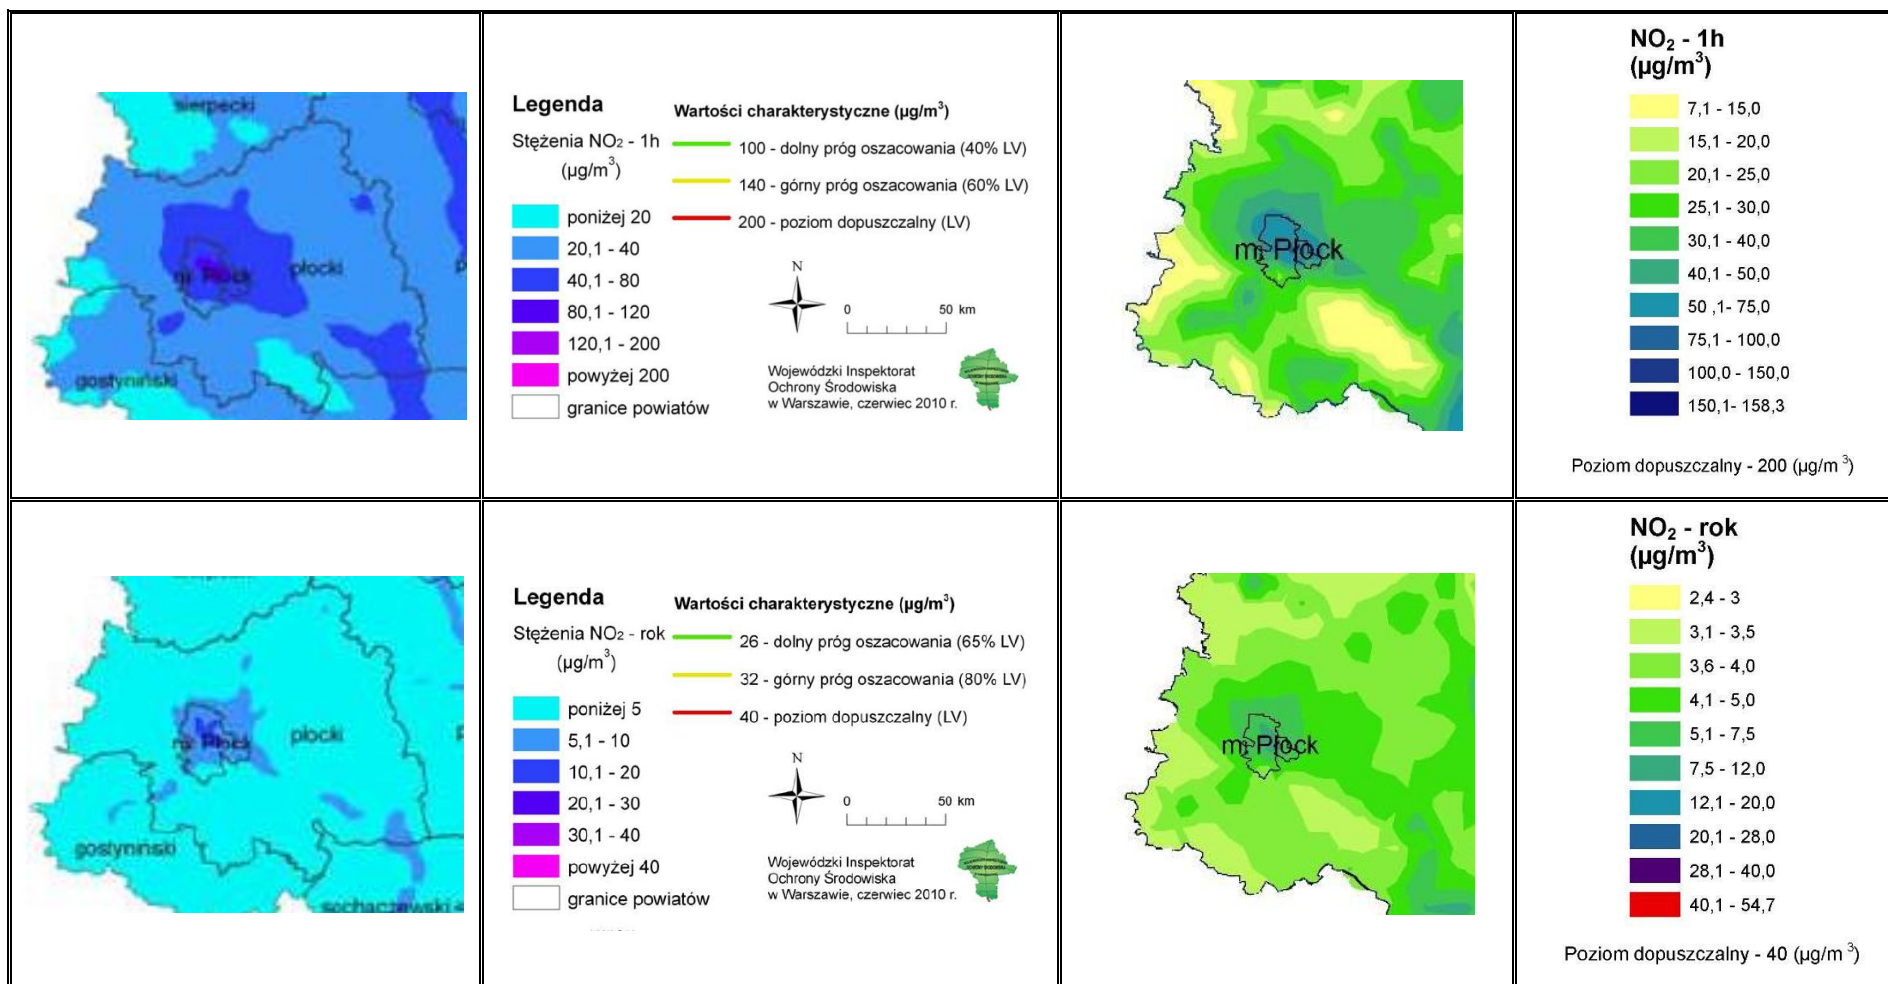 sierpecki
m. Płock
płocki
gostyniński
Legenda
Stężenia NO2 - 1h
(µg/m³)
poniżej 20
20,1 - 40
40,1 - 80
80,1 - 120
120,1 - 200
powyżej 200
granice powiatów
Wartości charakterystyczne (µg/m³)
100 - dolny próg oszacowania (40% LV)
140 - górny próg oszacowania (60% LV)
200 - poziom dopuszczalny (LV)
N
0 50 km
Wojewódzki Inspektorat
Ochrony Środowiska
w Warszawie, czerwiec 2010 r.
m. Płock
NO₂ - 1h
(µg/m³)
7,1 - 15,0
15,1 - 20,0
20,1 - 25,0
25,1 - 30,0
30,1 - 40,0
40,1 - 50,0
50 ,1- 75,0
75,1 - 100,0
100,0 - 150,0
150,1- 158,3
Poziom dopuszczalny - 200 (µg/m ³)
m. Płock
płocki
gostyniński
sochaczewski
Legenda
Stężenia NO2 - rok
(µg/m³)
poniżej 5
5,1 - 10
10,1 - 20
20,1 - 30
30,1 - 40
powyżej 40
granice powiatów
Wartości charakterystyczne (µg/m³)
26 - dolny próg oszacowania (65% LV)
32 - górny próg oszacowania (80% LV)
40 - poziom dopuszczalny (LV)
N
0 50 km
Wojewódzki Inspektorat
Ochrony Środowiska
w Warszawie, czerwiec 2010 r.
m. Płock
NO₂ - rok
(µg/m³)
2,4 - 3
3,1 - 3,5
3,6 - 4,0
4,1 - 5,0
5,1 - 7,5
7,5 - 12,0
12,1 - 20,0
20,1 - 28,0
28,1 - 40,0
40,1 - 54,7
Poziom dopuszczalny - 40 (µg/m ³)